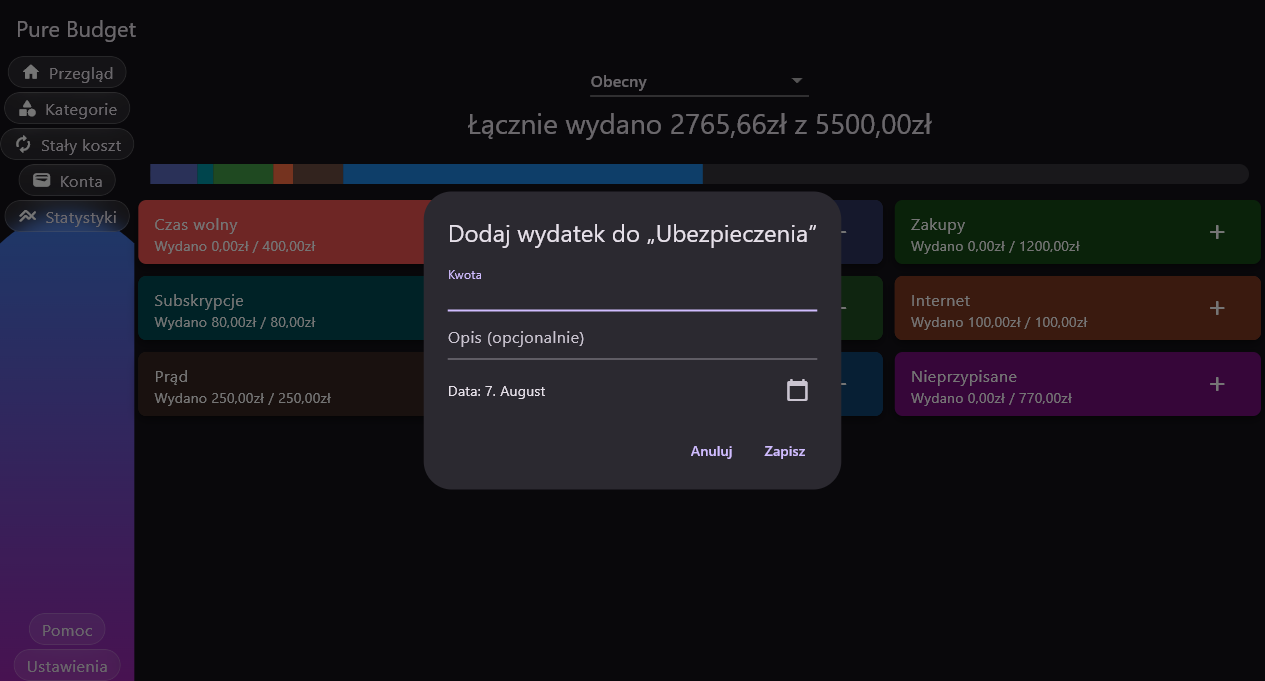 Pure Budget
Przegląd
Kategorie
Stały koszt
Konta
Statystyki
Pomoc
Ustawienia
Obecny
Łącznie wydano 2765,66zł z 5500,00zł
Czas wolny
Wydano 0,00zł / 400,00zł
Zakupy
Wydano 0,00zł / 1200,00zł
+
Subskrypcje
Wydano 80,00zł / 80,00zł
Internet
Wydano 100,00zł / 100,00zł
+
Prąd
Wydano 250,00zł / 250,00zł
Nieprzypisane
Wydano 0,00zł / 770,00zł
+
Dodaj wydatek do „Ubezpieczenia”
Kwota
Opis (opcjonalnie)
Data: 7. August
Anuluj Zapisz